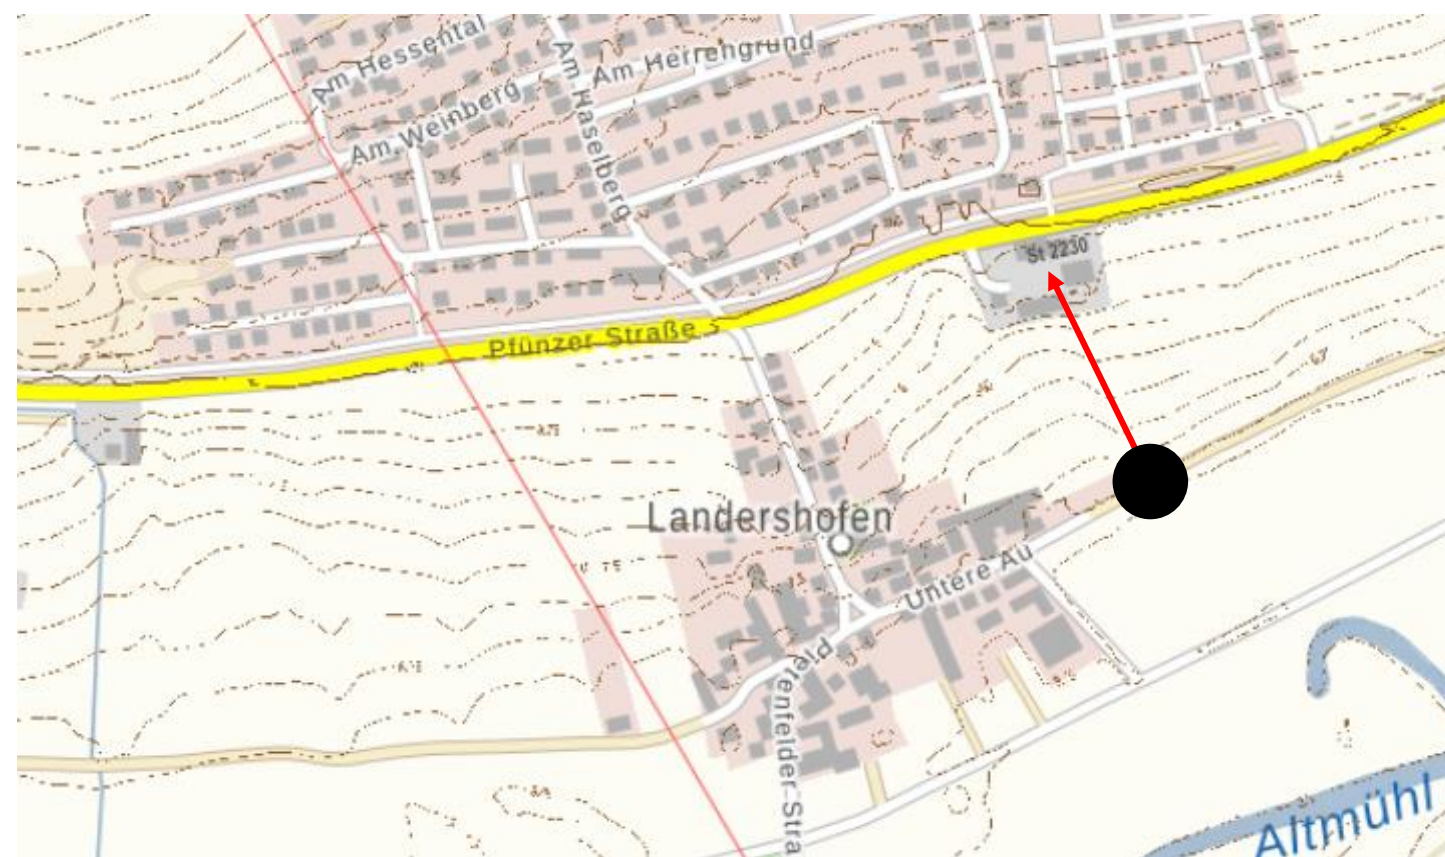 Am Hessental
Am Weinberg
Am Haselberg
Am Herrengrund
St 2230
Pfünzer Straße
Landershofen
Untere Au
Altmühl